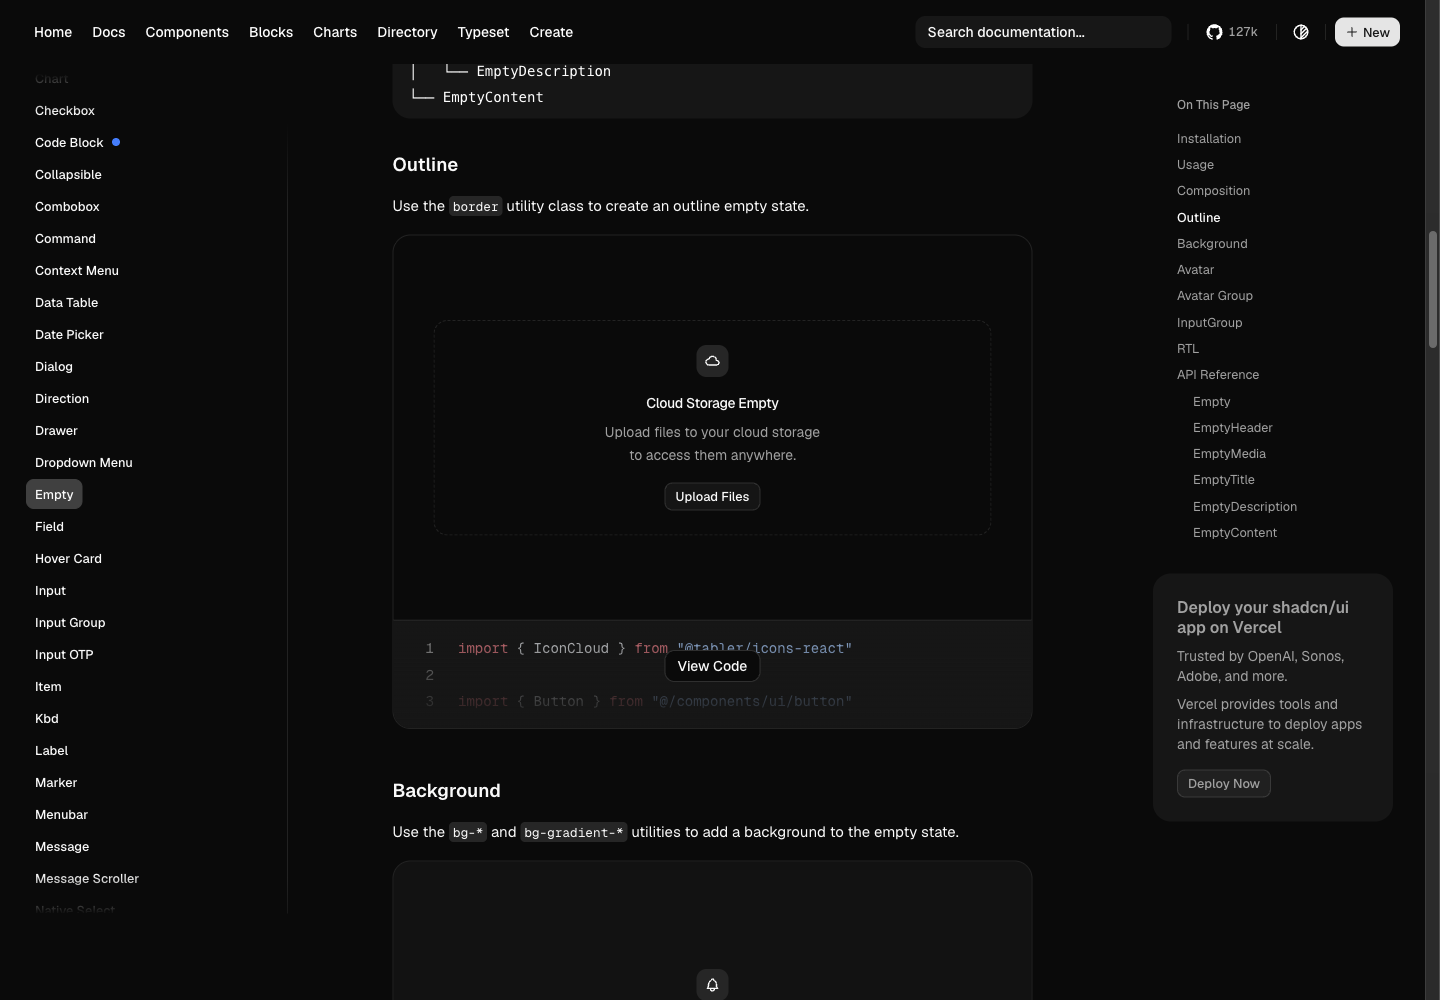 Home
Docs
Components
Blocks
Charts
Directory
Typeset
Create
Search documentation...
127k
New
Chart
Checkbox
Code Block
Collapsible
Combobox
Command
Context Menu
Data Table
Date Picker
Dialog
Direction
Drawer
Dropdown Menu
Empty
Field
Hover Card
Input
Input Group
Input OTP
Item
Kbd
Label
Marker
Menubar
Message
Message Scroller
Native Select
│   └── EmptyDescription
└── EmptyContent
Outline
Use the border utility class to create an outline empty state.
Cloud Storage Empty
Upload files to your cloud storage
to access them anywhere.
Upload Files
1 import { IconCloud } from "@tabler/icons-react"
2
3 import { Button } from "@/components/ui/button"
View Code
Background
Use the bg-* and bg-gradient-* utilities to add a background to the empty state.
On This Page
Installation
Usage
Composition
Outline
Background
Avatar
Avatar Group
InputGroup
RTL
API Reference
Empty
EmptyHeader
EmptyMedia
EmptyTitle
EmptyDescription
EmptyContent
Deploy your shadcn/ui
app on Vercel
Trusted by OpenAI, Sonos,
Adobe, and more.
Vercel provides tools and
infrastructure to deploy apps
and features at scale.
Deploy Now